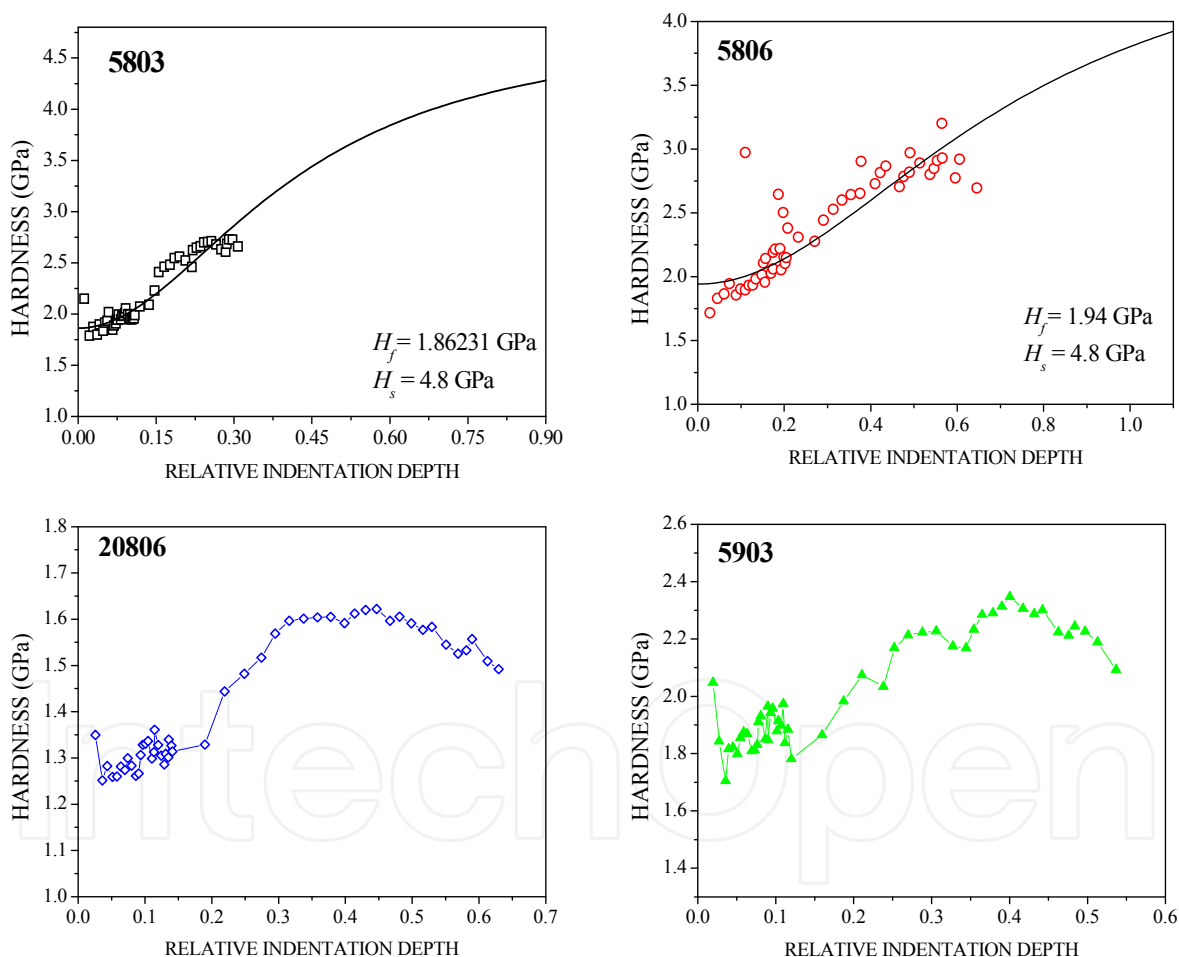 5803
HARDNESS (GPa)
4.5
4.0
3.5
3.0
2.5
2.0
1.5
1.0
0.00 0.15 0.30 0.45 0.60 0.75 0.90
RELATIVE INDENTATION DEPTH
H_f = 1.86231 GPa
H_s = 4.8 GPa
5806
HARDNESS (GPa)
4.0
3.5
3.0
2.5
2.0
1.5
1.0
0.0 0.2 0.4 0.6 0.8 1.0
RELATIVE INDENTATION DEPTH
H_f = 1.94 GPa
H_s = 4.8 GPa
20806
HARDNESS (GPa)
1.8
1.7
1.6
1.5
1.4
1.3
1.2
1.1
1.0
0.0 0.1 0.2 0.3 0.4 0.5 0.6 0.7
RELATIVE INDENTATION DEPTH
5903
HARDNESS (GPa)
2.6
2.4
2.2
2.0
1.8
1.6
1.4
0.0 0.1 0.2 0.3 0.4 0.5 0.6
RELATIVE INDENTATION DEPTH
IntechOpen